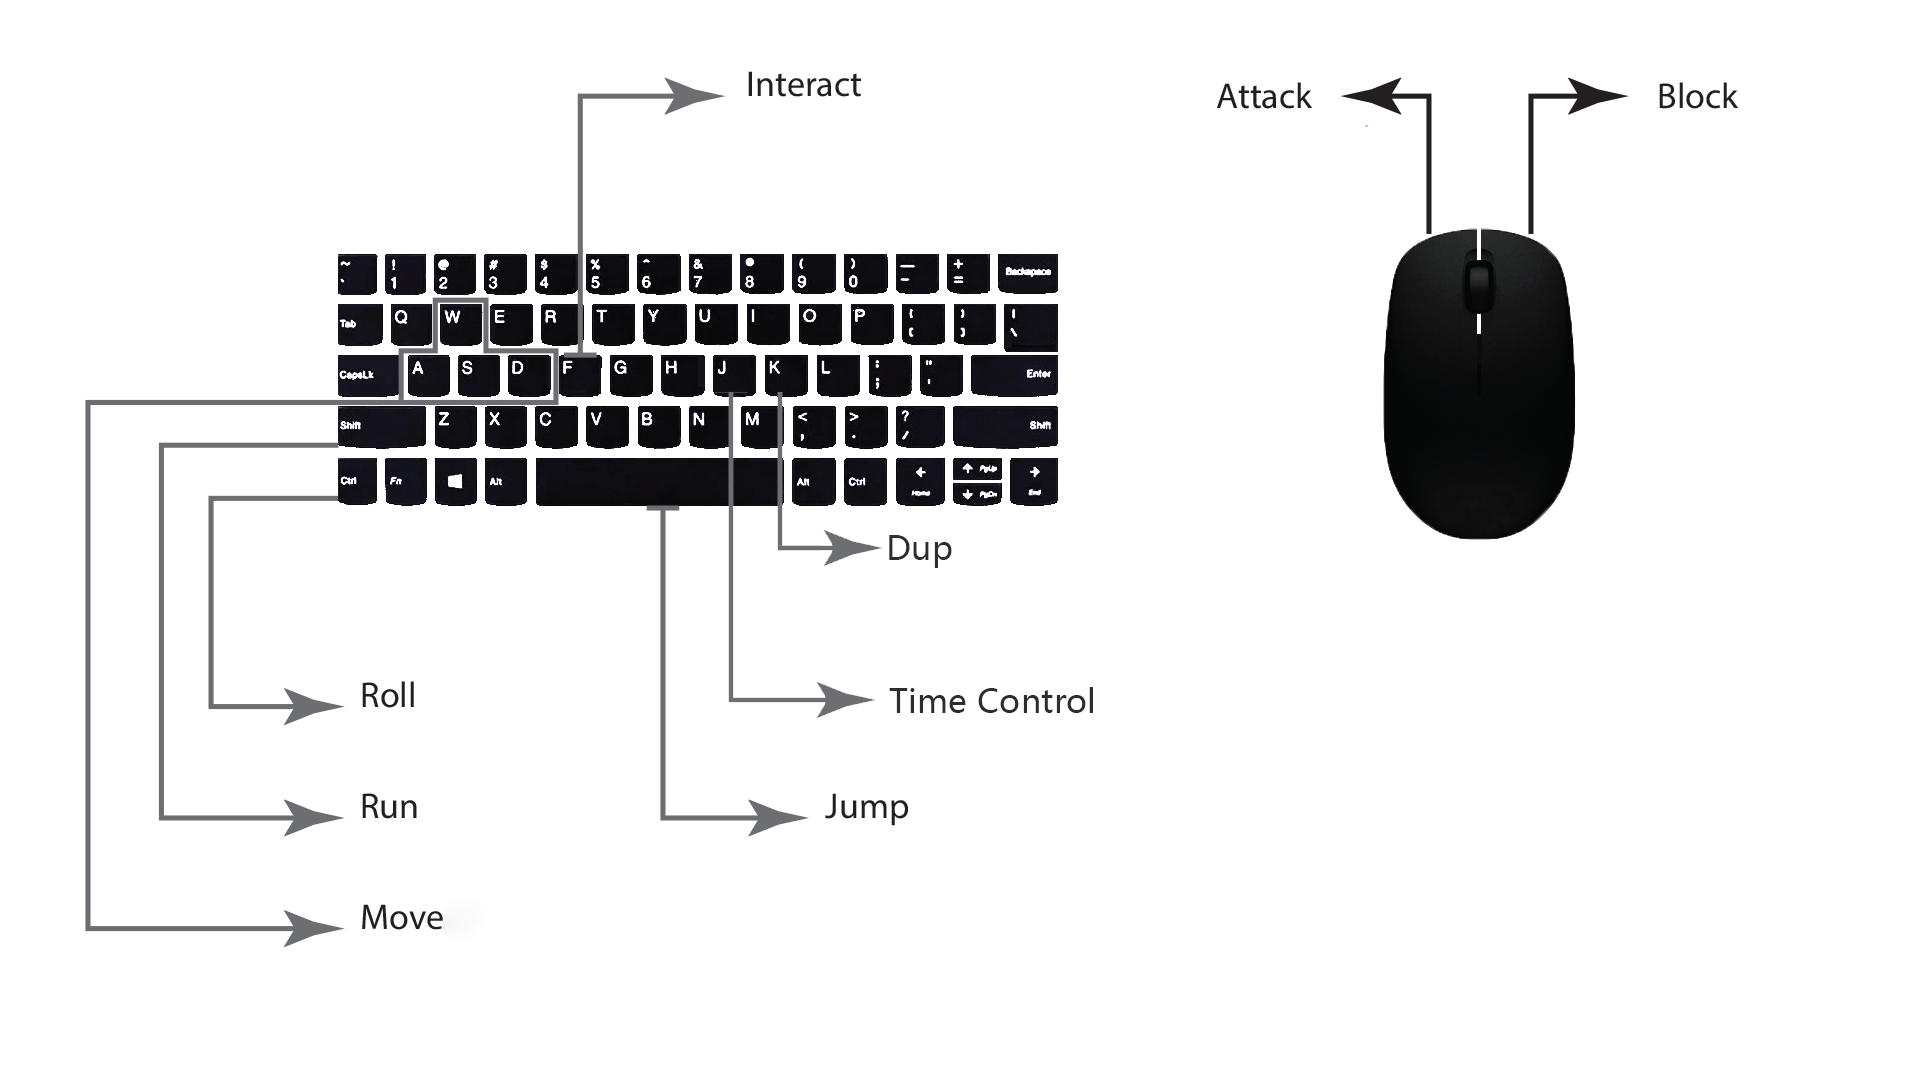 Interact
Attack
Block
~ ! @ # $ % ^ & * ( ) — +
` 1 2 3 4 5 6 7 8 9 0 - = Backspace
Tab Q W E R T Y U I O P { [ } ] | \
CapsLk A S D F G H J K L : ; " ' Enter
Shift Z X C V B N M < , > . ? / Shift
Ctrl Fn Alt Alt Ctrl ← Home ↑ PgUp ↓ PgDn → End
Dup
Roll
Time Control
Run
Jump
Move